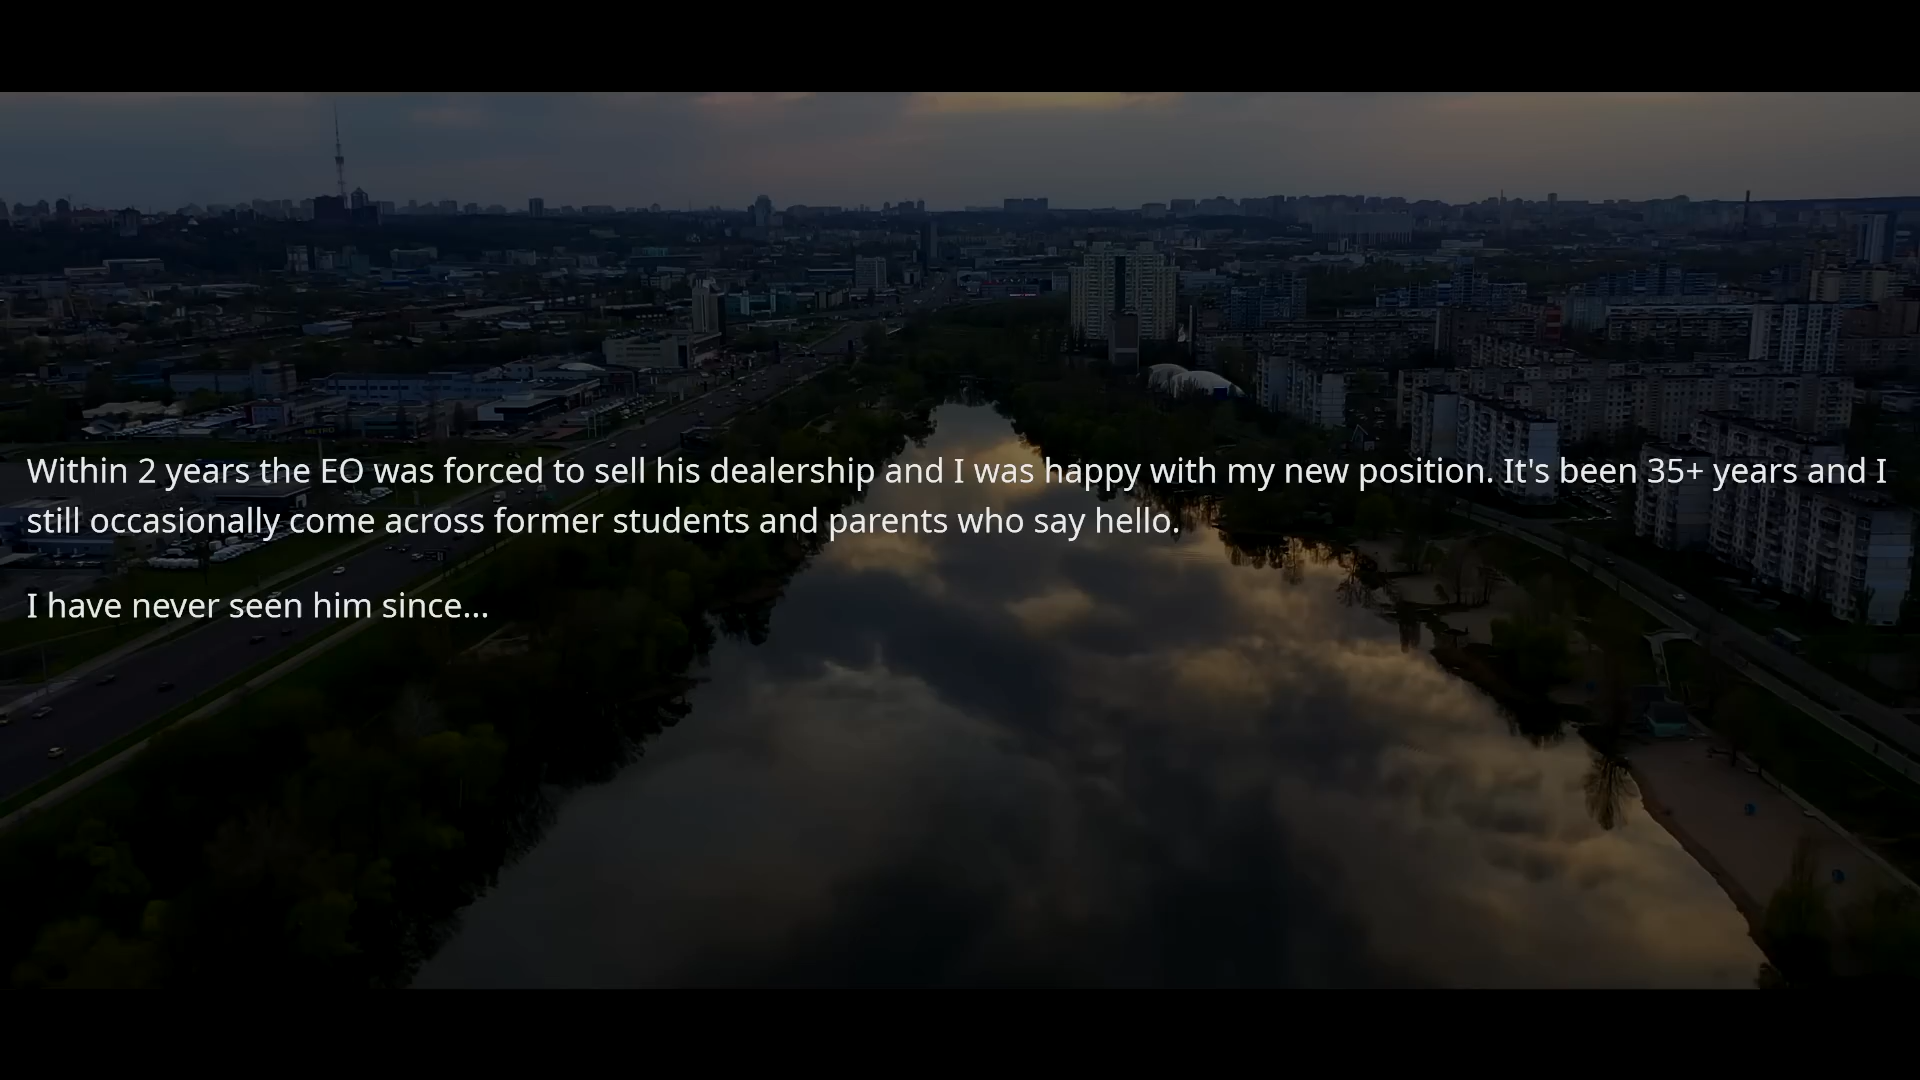 Within 2 years the EO was forced to sell his dealership and I was happy with my new position. It's been 35+ years and I
still occasionally come across former students and parents who say hello.
I have never seen him since...